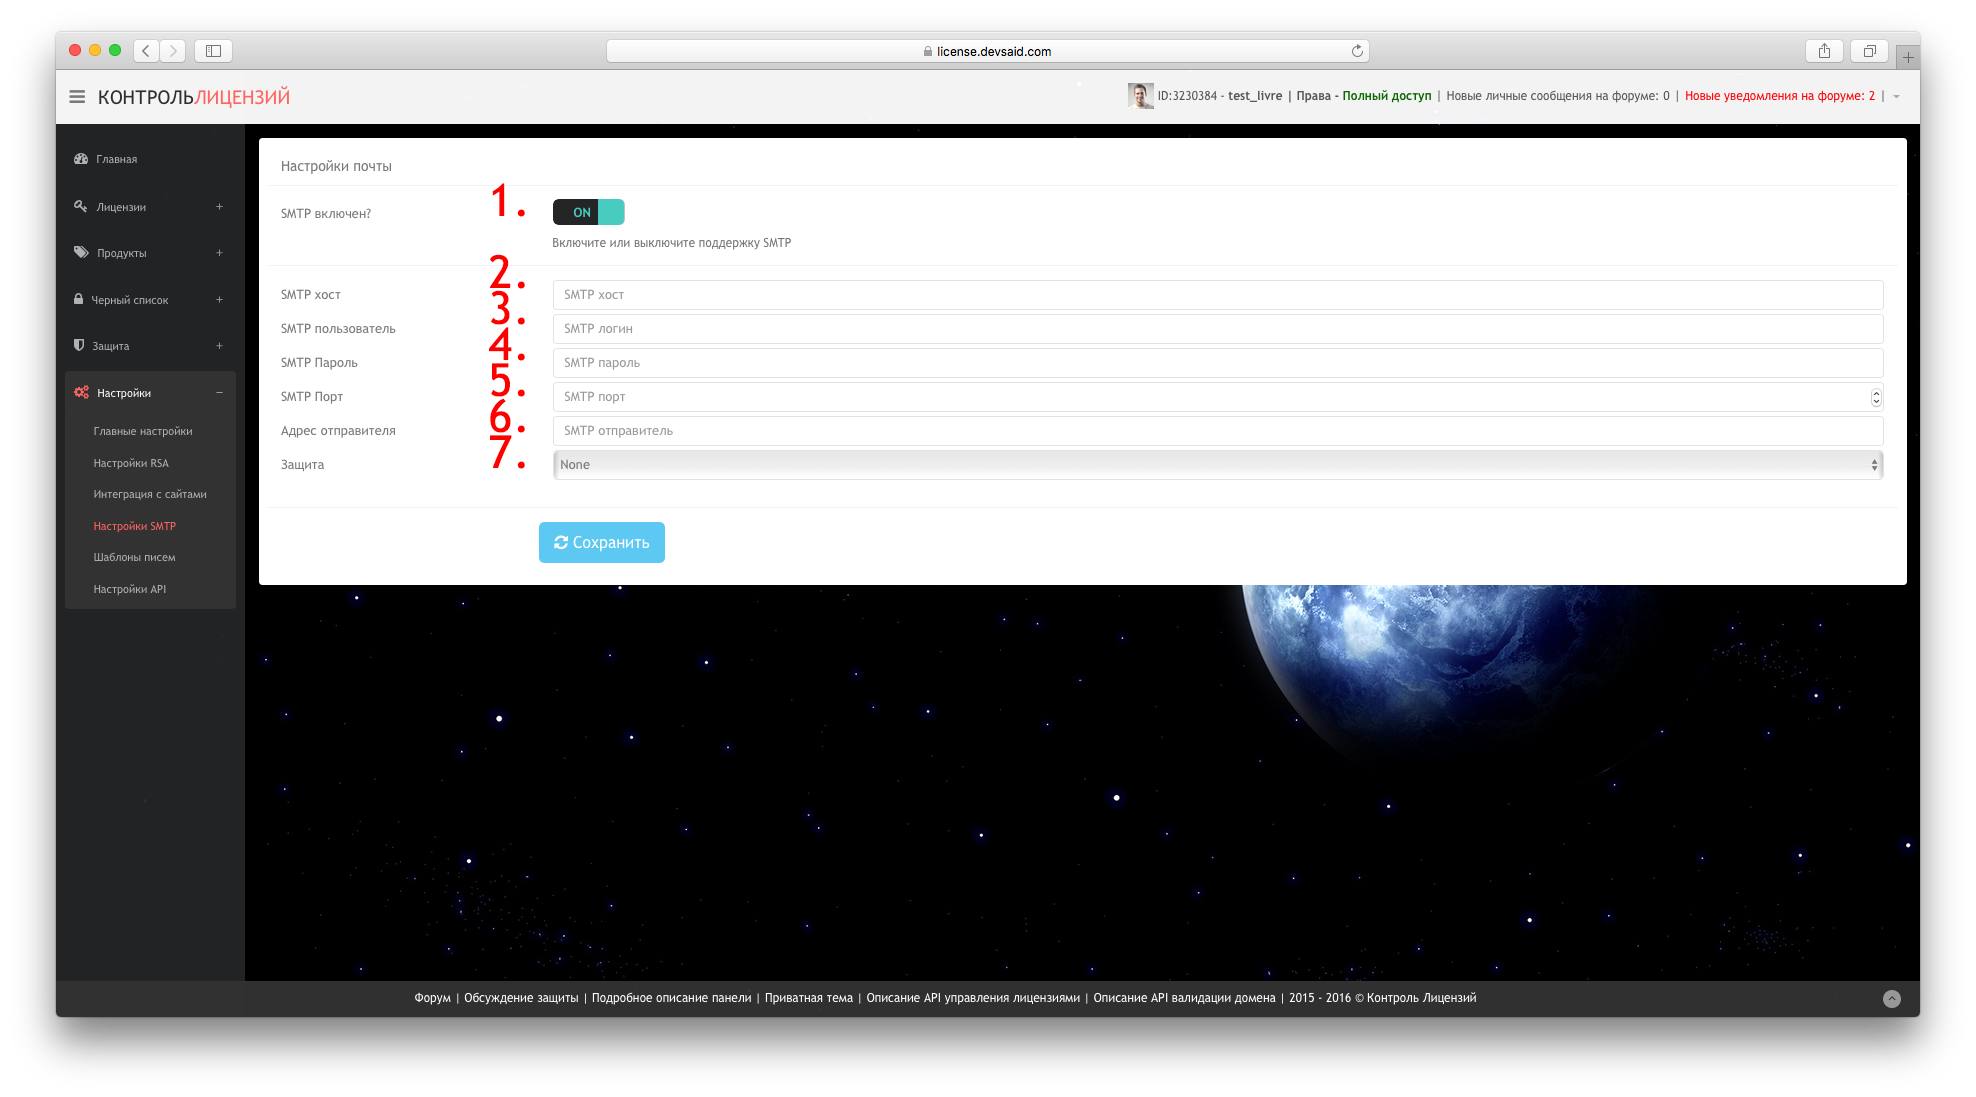 license.devsaid.com
КОНТРОЛЬЛИЦЕНЗИЙ
ID:3230384 - test_livre | Права - Полный доступ | Новые личные сообщения на форуме: 0 | Новые уведомления на форуме: 2 |
Главная
Лицензии +
Продукты +
Черный список +
Защита +
Настройки −
Главные настройки
Настройки RSA
Интеграция с сайтами
Настройки SMTP
Шаблоны писем
Настройки API
Настройки почты
SMTP включен? 1. ON
Включите или выключите поддержку SMTP
SMTP хост 2. SMTP хост
SMTP пользователь 3. SMTP логин
SMTP Пароль 4. SMTP пароль
SMTP Порт 5. SMTP порт
Адрес отправителя 6. SMTP отправитель
Защита 7. None
Сохранить
Форум | Обсуждение защиты | Подробное описание панели | Приватная тема | Описание API управления лицензиями | Описание API валидации домена | 2015 - 2016 © Контроль Лицензий